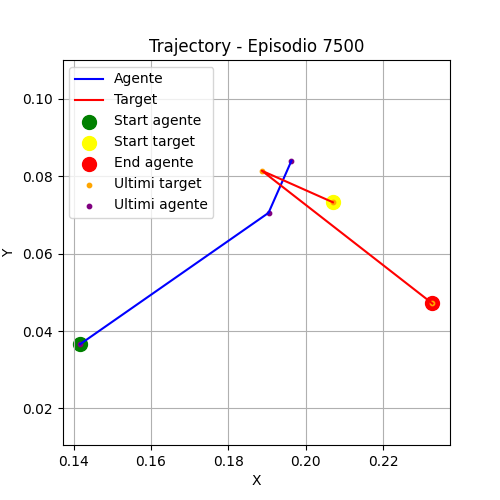 Trajectory - Episodio 7500
Agente
Target
Start agente
Start target
End agente
Ultimi target
Ultimi agente
Y
0.10
0.08
0.06
0.04
0.02
0.14
0.16
0.18
0.20
0.22
X